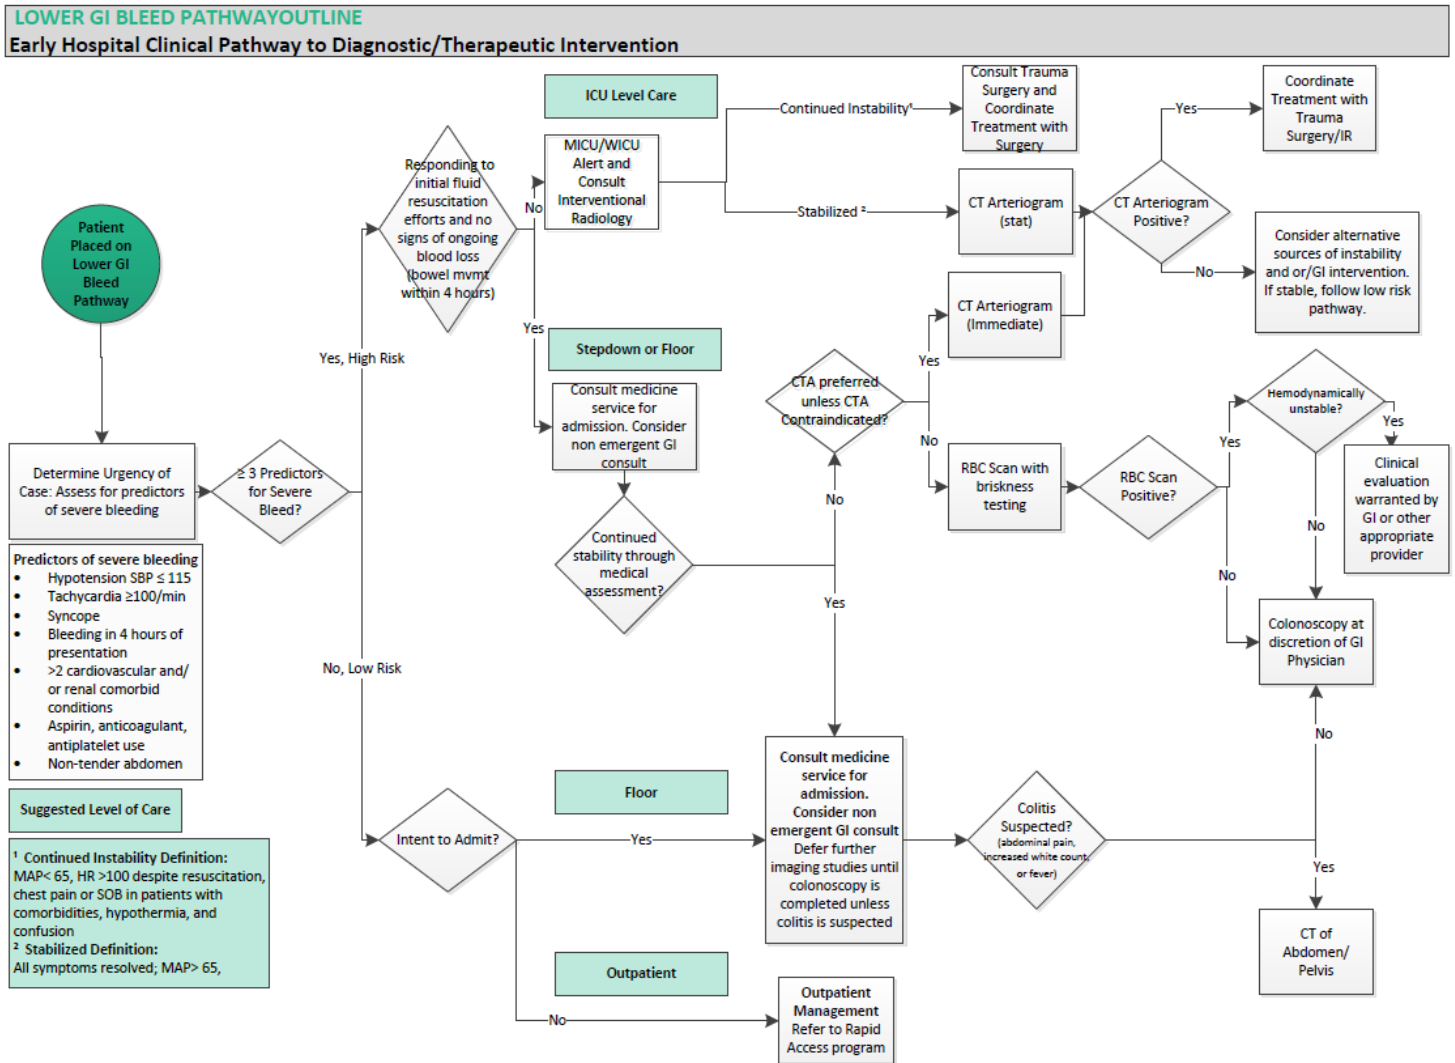 LOWER GI BLEED PATHWAYOUTLINE
Early Hospital Clinical Pathway to Diagnostic/Therapeutic Intervention
Patient
Placed on
Lower GI
Bleed
Pathway
Determine Urgency of
Case: Assess for predictors
of severe bleeding
≥ 3 Predictors
for Severe
Bleed?
Predictors of severe bleeding
• Hypotension SBP ≤ 115
• Tachycardia ≥100/min
• Syncope
• Bleeding in 4 hours of
presentation
• >2 cardiovascular and/
or renal comorbid
conditions
• Aspirin, anticoagulant,
antiplatelet use
• Non-tender abdomen
Suggested Level of Care
¹ Continued Instability Definition:
MAP< 65, HR >100 despite resuscitation,
chest pain or SOB in patients with
comorbidities, hypothermia, and
confusion
² Stabilized Definition:
All symptoms resolved; MAP> 65,
Yes, High Risk
No, Low Risk
Responding to
initial fluid
resuscitation
efforts and no
signs of ongoing
blood loss
(bowel mvmt
within 4 hours)
No
Yes
ICU Level Care
MICU/WICU
Alert and
Consult
Interventional
Radiology
Continued Instability¹
Stabilized ²
Consult Trauma
Surgery and
Coordinate
Treatment with
Surgery
CT Arteriogram
(stat)
CT Arteriogram
(Immediate)
CT Arteriogram
Positive?
Yes
Coordinate
Treatment with
Trauma
Surgery/IR
No
Consider alternative
sources of instability
and or/GI intervention.
If stable, follow low risk
pathway.
Stepdown or Floor
Consult medicine
service for
admission. Consider
non emergent GI
consult
Continued
stability through
medical
assessment?
No
Yes
CTA preferred
unless CTA
Contraindicated?
Yes
No
RBC Scan with
briskness
testing
RBC Scan
Positive?
Yes
No
Hemodynamically
unstable?
Yes
No
Clinical
evaluation
warranted by
GI or other
appropriate
provider
Colonoscopy at
discretion of GI
Physician
Intent to Admit?
Floor
Yes
Consult medicine
service for
admission.
Consider non
emergent GI consult
Defer further
imaging studies until
colonoscopy is
completed unless
colitis is suspected
Colitis
Suspected?
(abdominal pain,
increased white count,
or fever)
No
Yes
CT of
Abdomen/
Pelvis
Outpatient
No
Outpatient
Management
Refer to Rapid
Access program